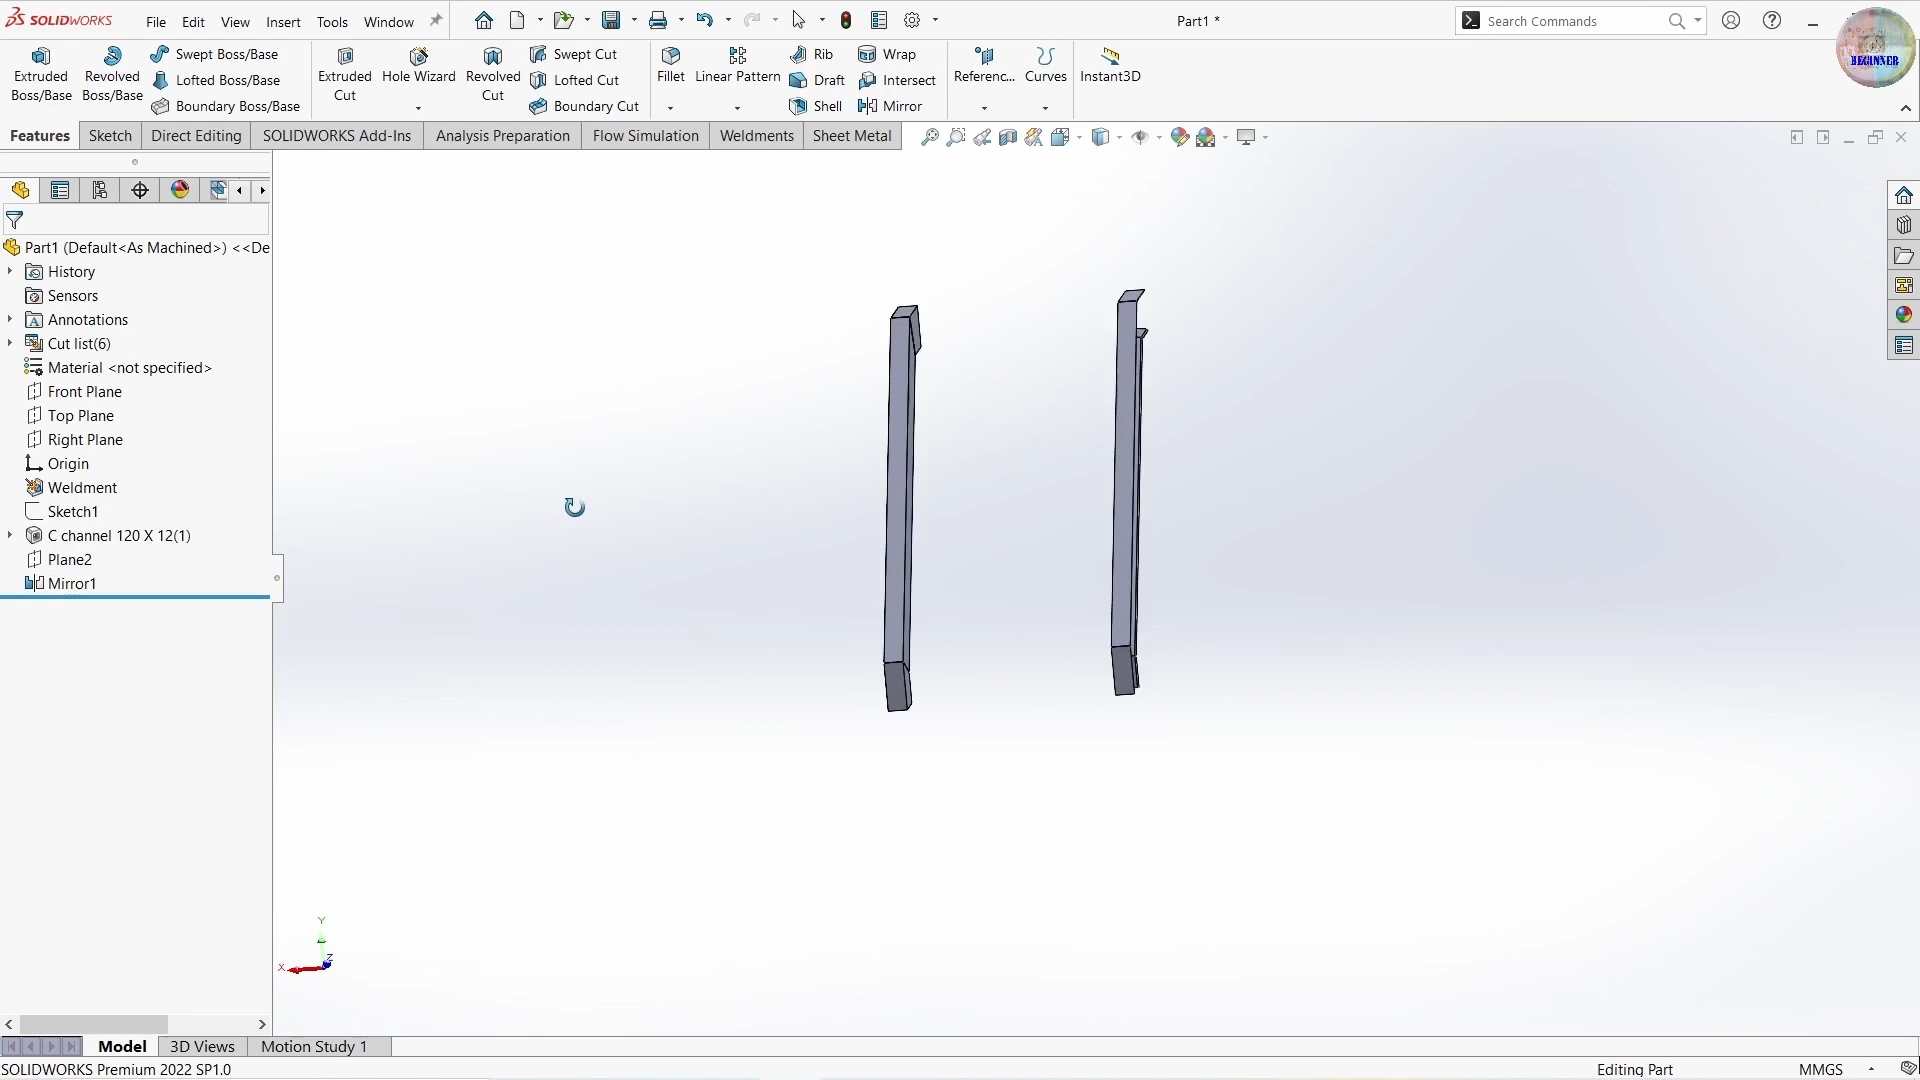 SOLIDWORKS
File
Edit
View
Insert
Tools
Window
Part1 *
Search Commands
BEGINNER
Extruded Boss/Base
Revolved Boss/Base
Swept Boss/Base
Lofted Boss/Base
Boundary Boss/Base
Extruded Cut
Hole Wizard
Revolved Cut
Swept Cut
Lofted Cut
Boundary Cut
Fillet
Linear Pattern
Rib
Draft
Shell
Wrap
Intersect
Mirror
Referenc...
Curves
Instant3D
Features
Sketch
Direct Editing
SOLIDWORKS Add-Ins
Analysis Preparation
Flow Simulation
Weldments
Sheet Metal
Part1 (Default<As Machined>) <<De
History
Sensors
Annotations
Cut list(6)
Material <not specified>
Front Plane
Top Plane
Right Plane
Origin
Weldment
Sketch1
C channel 120 X 12(1)
Plane2
Mirror1
Y
X
Z
Model
3D Views
Motion Study 1
SOLIDWORKS Premium 2022 SP1.0
Editing Part
MMGS